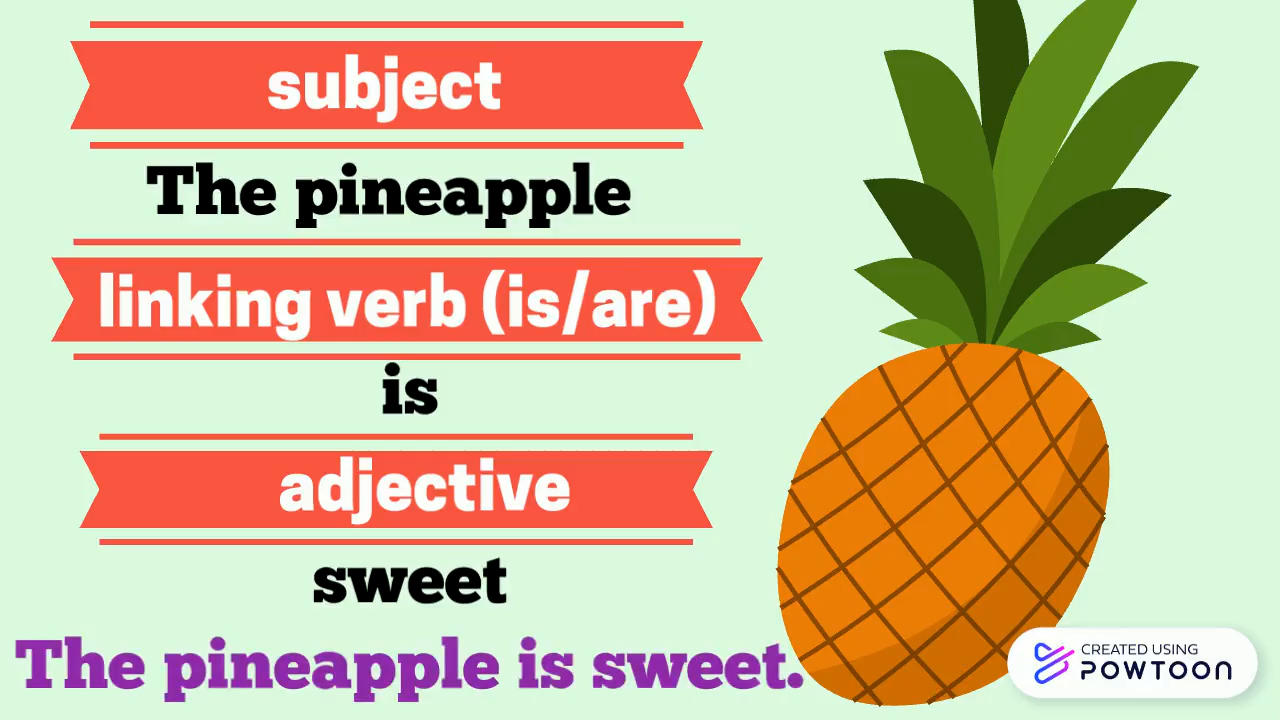 subject
The pineapple
linking verb (is/are)
is
adjective
sweet
The pineapple is sweet.
CREATED USING
POWTOON